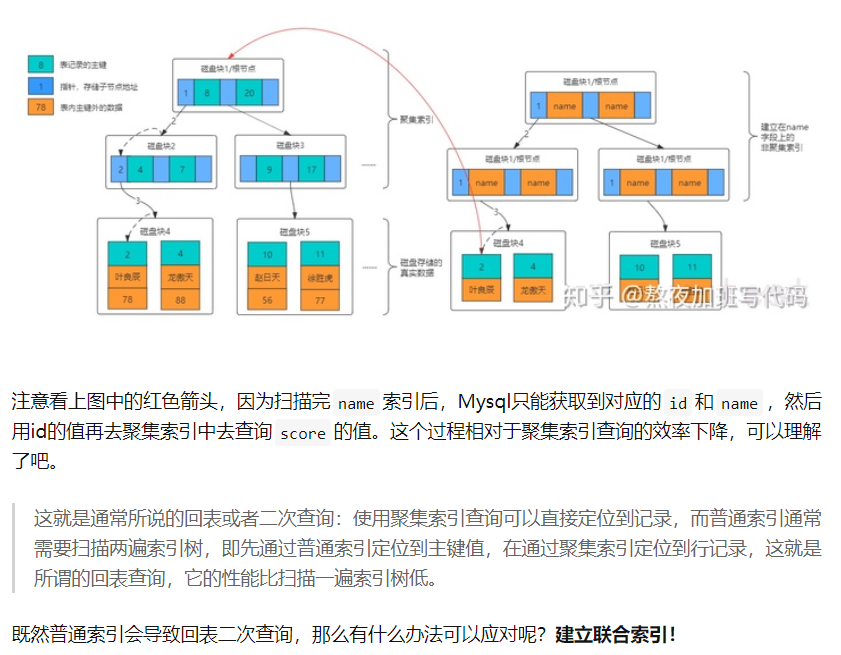 8 表记录的主键
1 指针，存储子节点地址
78 表内主键外的数据
磁盘块1/根节点
1 8 20
2
磁盘块2
2 4 7
磁盘块3
9 17
3
聚集索引
磁盘块4
2 4
叶良辰 龙傲天
78 88
磁盘块5
10 11
赵日天 徐胜虎
56 77
磁盘存储的
真实数据
磁盘块1/根节点
1 name name
2
磁盘块1/根节点
1 name name
磁盘块1/根节点
1 name name
3
建立在name
字段上的
非聚集索引
磁盘块4
2 4
叶良辰 龙傲天
磁盘块5
10 11
知乎 @熬夜加班写代码
注意看上图中的红色箭头，因为扫描完 name 索引后，Mysql只能获取到对应的 id 和 name ，然后
用id的值再去聚集索引中去查询 score 的值。这个过程相对于聚集索引查询的效率下降，可以理解
了吧。
这就是通常所说的回表或者二次查询：使用聚集索引查询可以直接定位到记录，而普通索引通常
需要扫描两遍索引树，即先通过普通索引定位到主键值，在通过聚集索引定位到行记录，这就是
所谓的回表查询，它的性能比扫描一遍索引树低。
既然普通索引会导致回表二次查询，那么有什么办法可以应对呢？建立联合索引！